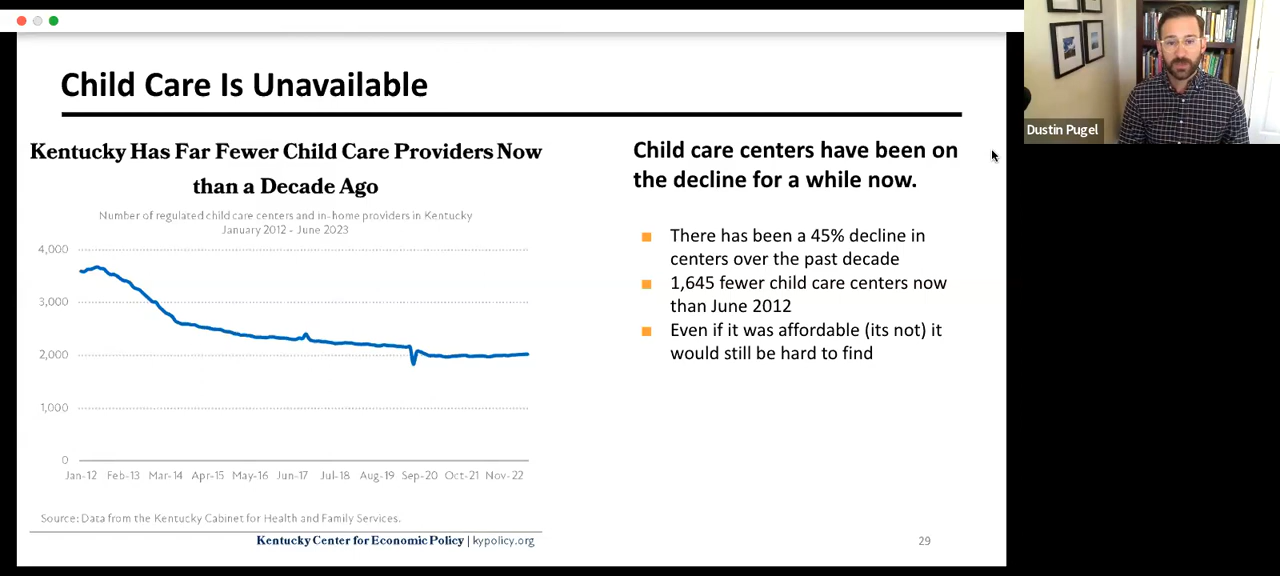 Child Care Is Unavailable
Kentucky Has Far Fewer Child Care Providers Now
than a Decade Ago
Number of regulated child care centers and in-home providers in Kentucky
January 2012 - June 2023
4,000
3,000
2,000
1,000
0
Jan-12 Feb-13 Mar-14 Apr-15 May-16 Jun-17 Jul-18 Aug-19 Sep-20 Oct-21 Nov-22
Source: Data from the Kentucky Cabinet for Health and Family Services.
Kentucky Center for Economic Policy | kypolicy.org
Child care centers have been on
the decline for a while now.
There has been a 45% decline in
centers over the past decade
1,645 fewer child care centers now
than June 2012
Even if it was affordable (its not) it
would still be hard to find
29
Dustin Pugel